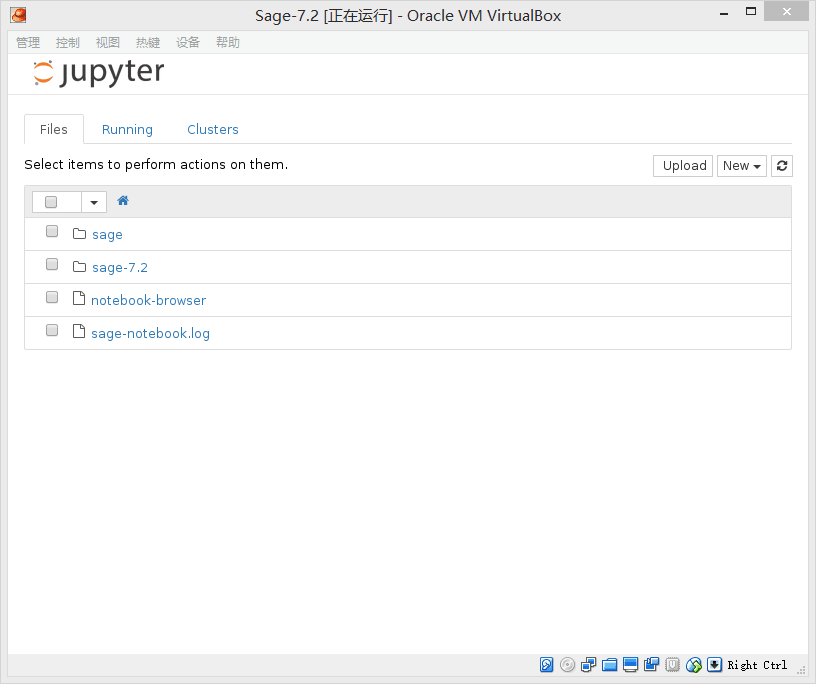 Sage-7.2 [正在运行] - Oracle VM VirtualBox
管理 控制 视图 热键 设备 帮助
jupyter
Files Running Clusters
Select items to perform actions on them. Upload New
sage
sage-7.2
notebook-browser
sage-notebook.log
Right Ctrl